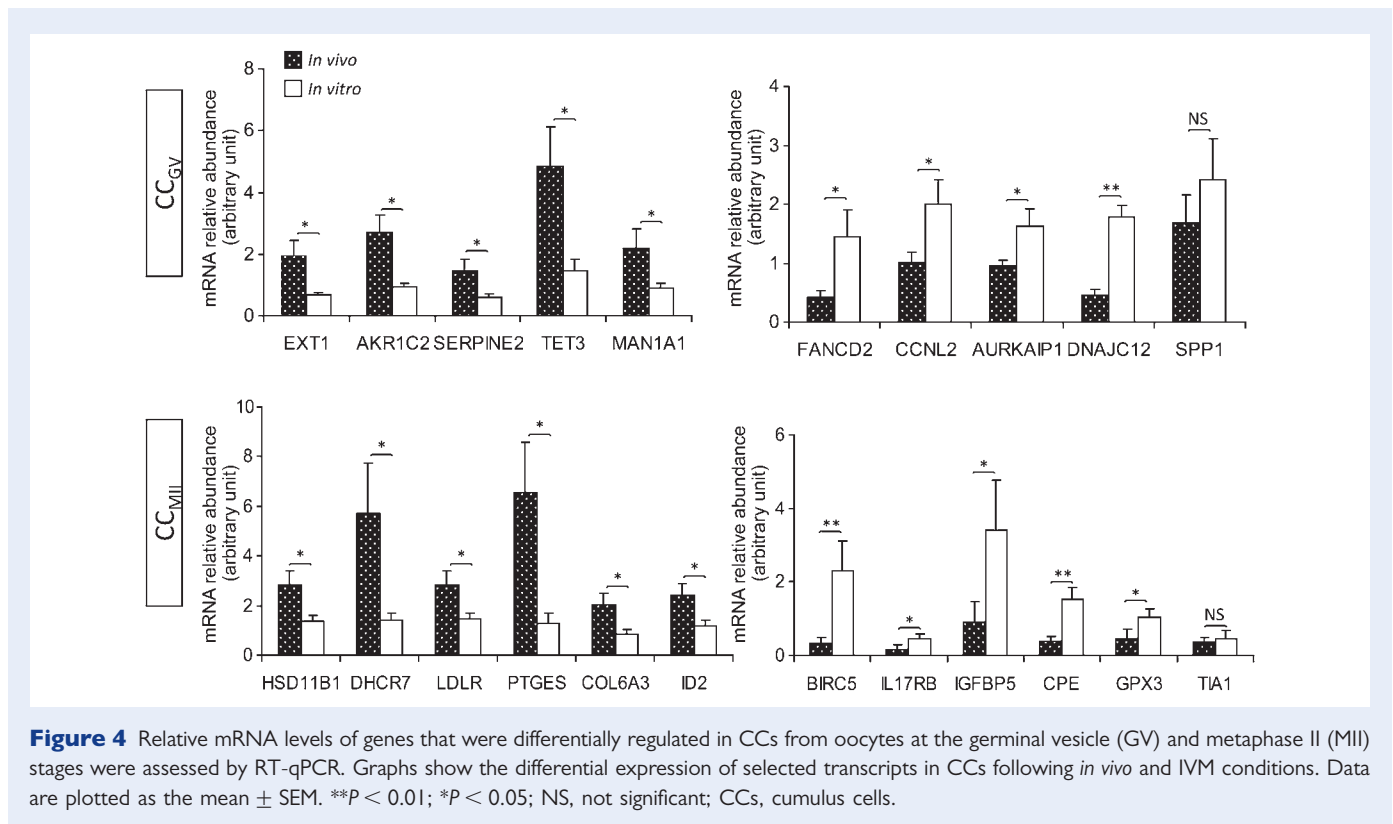 In vivo
In vitro
CC_GV
mRNA relative abundance
(arbitrary unit)
8
6
4
2
0
*
*
*
*
*
EXT1 AKR1C2 SERPINE2 TET3 MAN1A1
mRNA relative abundance
(arbitrary unit)
4
3
2
1
0
*
*
*
**
NS
FANCD2 CCNL2 AURKAIP1 DNAJC12 SPP1
CC_MII
mRNA relative abundance
(arbitrary unit)
10
8
6
4
2
0
*
*
*
*
*
*
HSD11B1 DHCR7 LDLR PTGES COL6A3 ID2
mRNA relative abundance
(arbitrary unit)
6
4
2
0
**
*
*
**
*
NS
BIRC5 IL17RB IGFBP5 CPE GPX3 TIA1
Figure 4 Relative mRNA levels of genes that were differentially regulated in CCs from oocytes at the germinal vesicle (GV) and metaphase II (MII)
stages were assessed by RT-qPCR. Graphs show the differential expression of selected transcripts in CCs following in vivo and IVM conditions. Data
are plotted as the mean ± SEM. **P < 0.01; *P < 0.05; NS, not significant; CCs, cumulus cells.